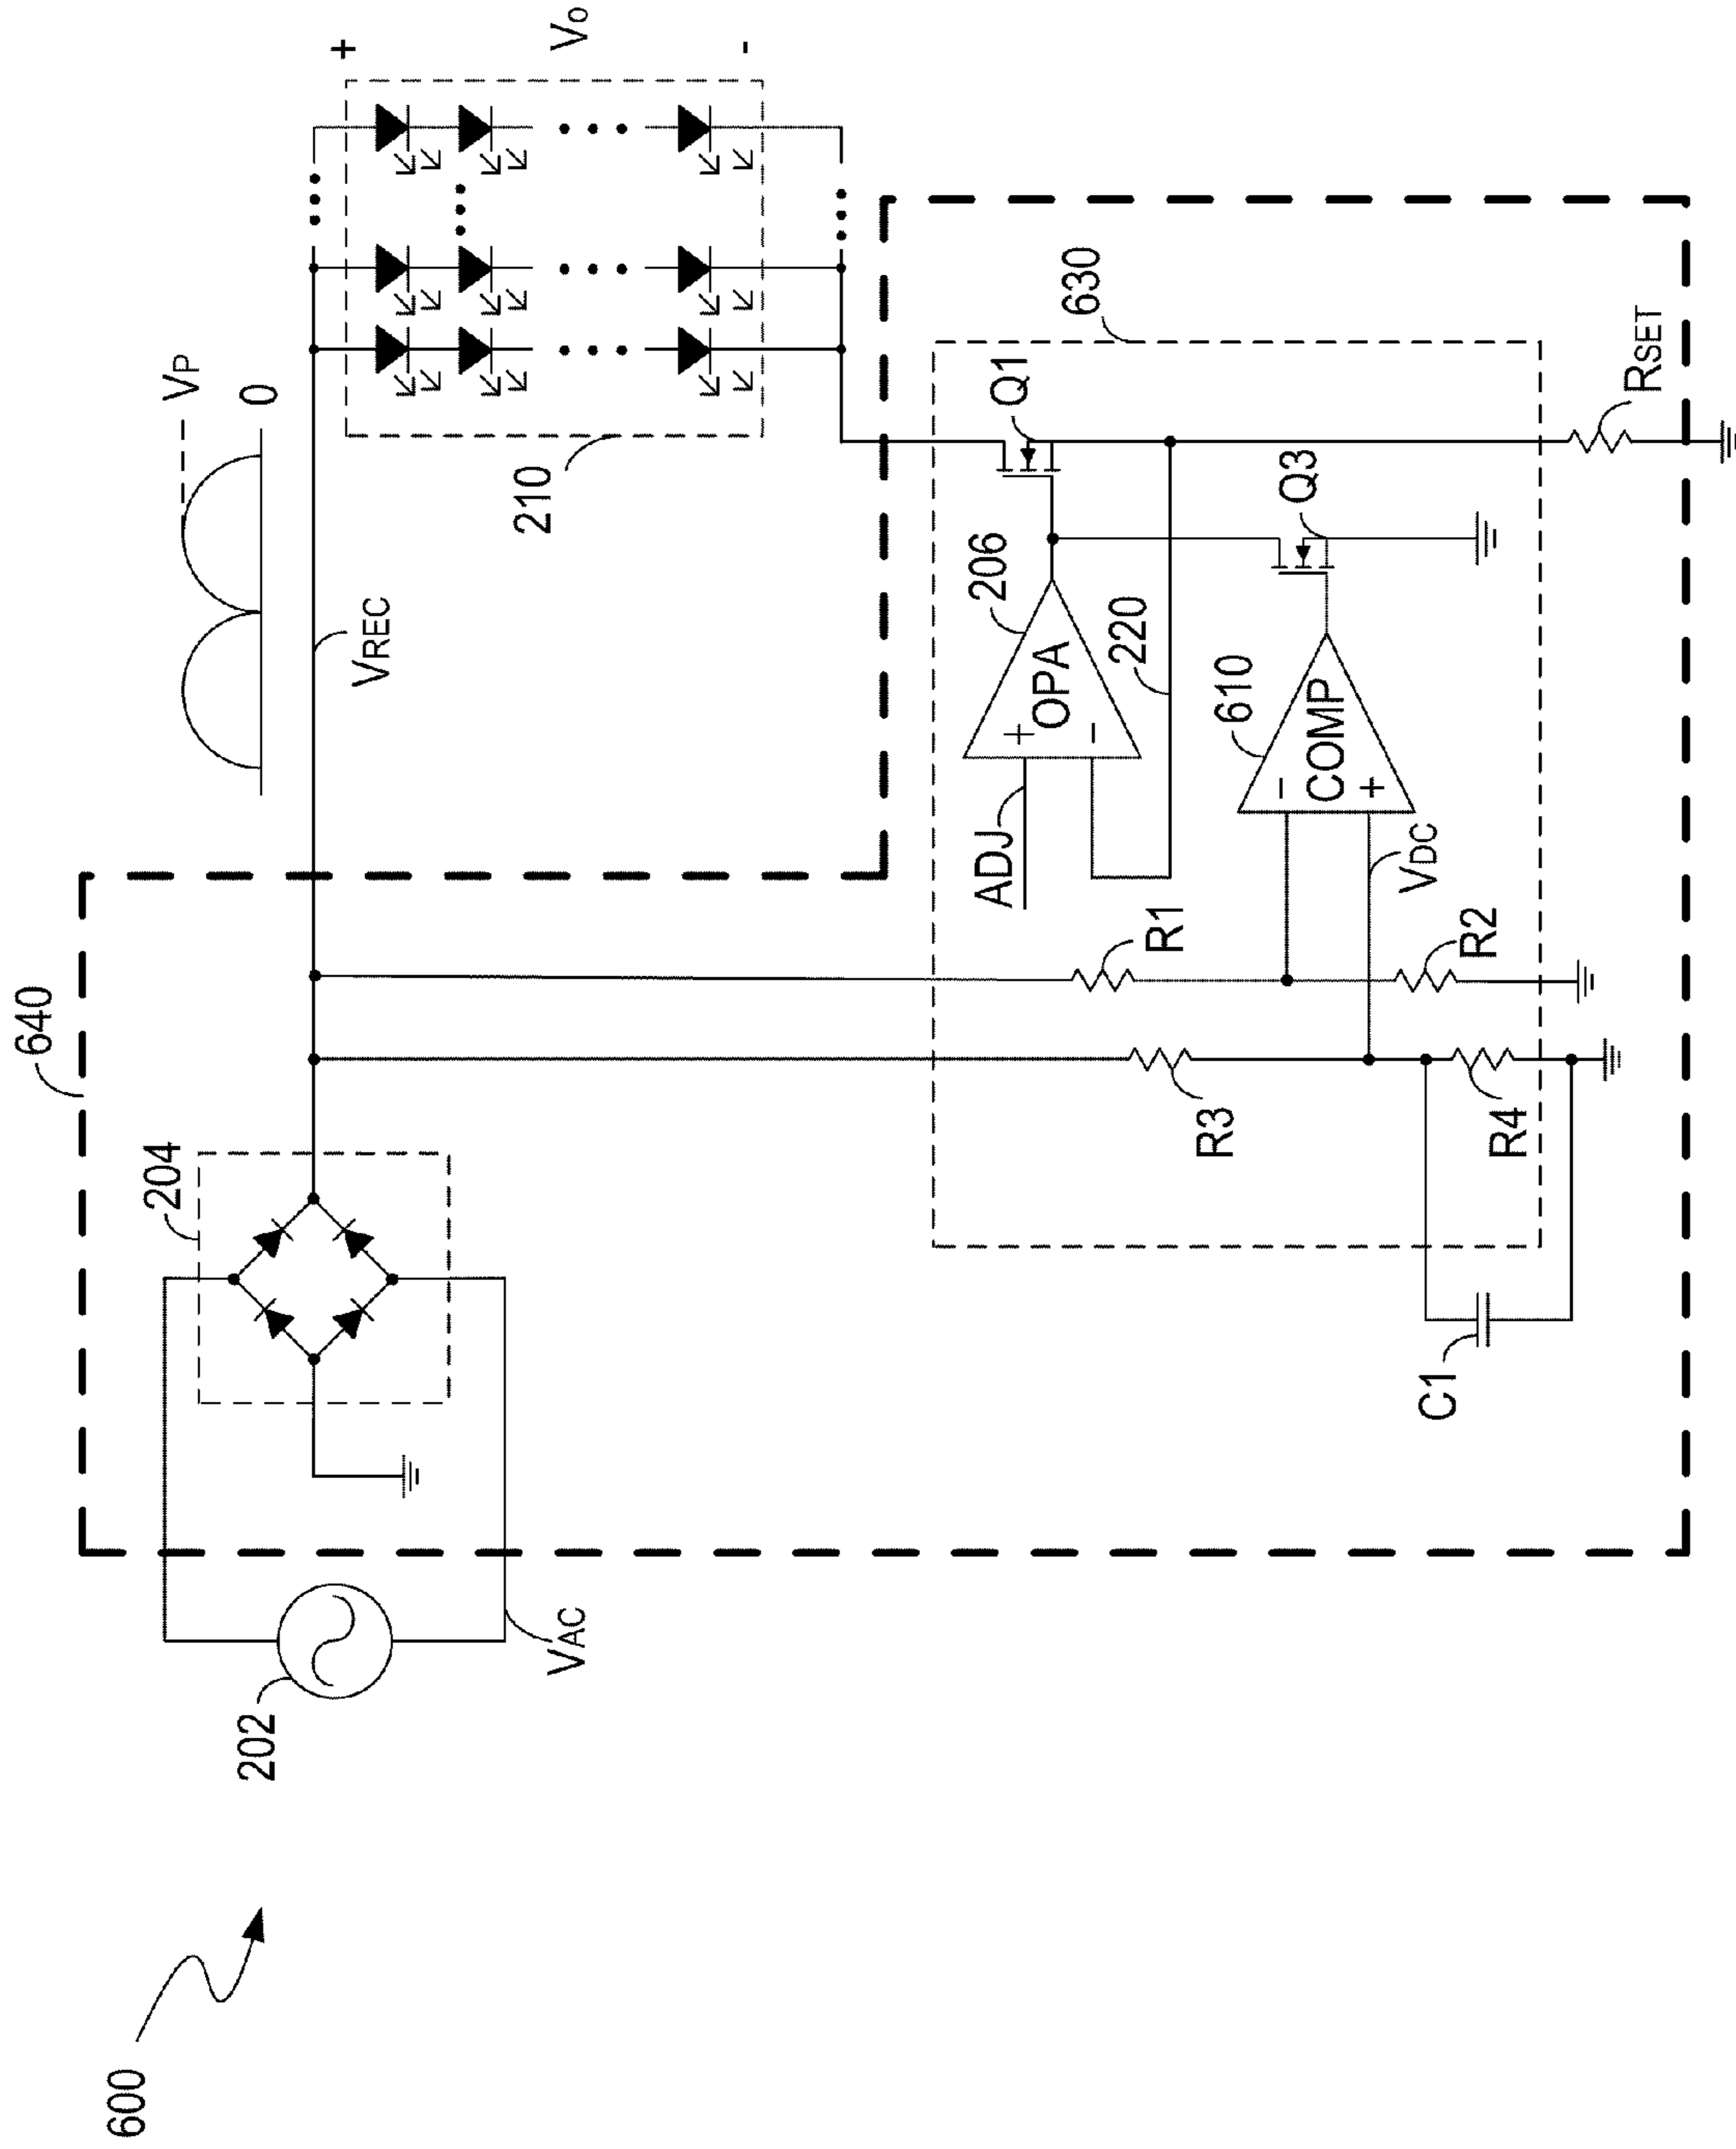 640
204
VP
0
+
VO
-
VREC
202
VAC
210
630
Q1
206
+
OPA
-
ADJ
220
Q3
610
-
COMP
+
VDC
R1
R2
R3
R4
C1
RSET
600